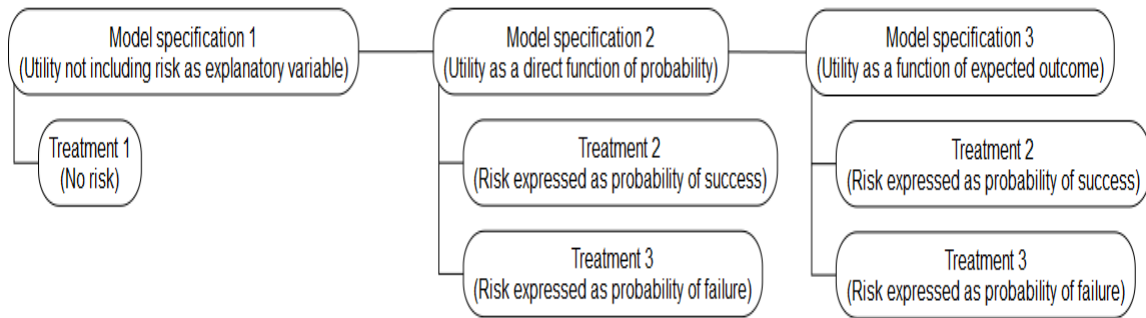 Model specification 1
(Utility not including risk as explanatory variable)
Treatment 1
(No risk)
Model specification 2
(Utility as a direct function of probability)
Treatment 2
(Risk expressed as probability of success)
Treatment 3
(Risk expressed as probability of failure)
Model specification 3
(Utility as a function of expected outcome)
Treatment 2
(Risk expressed as probability of success)
Treatment 3
(Risk expressed as probability of failure)